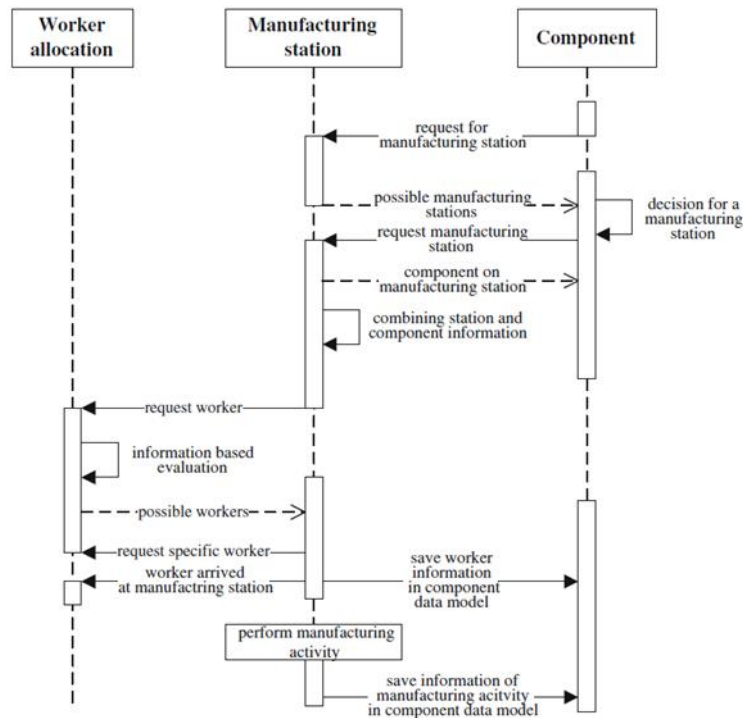 Worker
allocation
Manufacturing
station
Component
request for
manufacturing station
possible manufacturing
stations
decision for a
manufacturing
station
request manufacturing
station
component on
manufacturing station
combining station and
component information
request worker
information based
evaluation
possible workers
request specific worker
worker arrived
at manufactring station
save worker
information
in component
data model
perform manufacturing
activity
save information of
manufacturing acitvity
in component data model